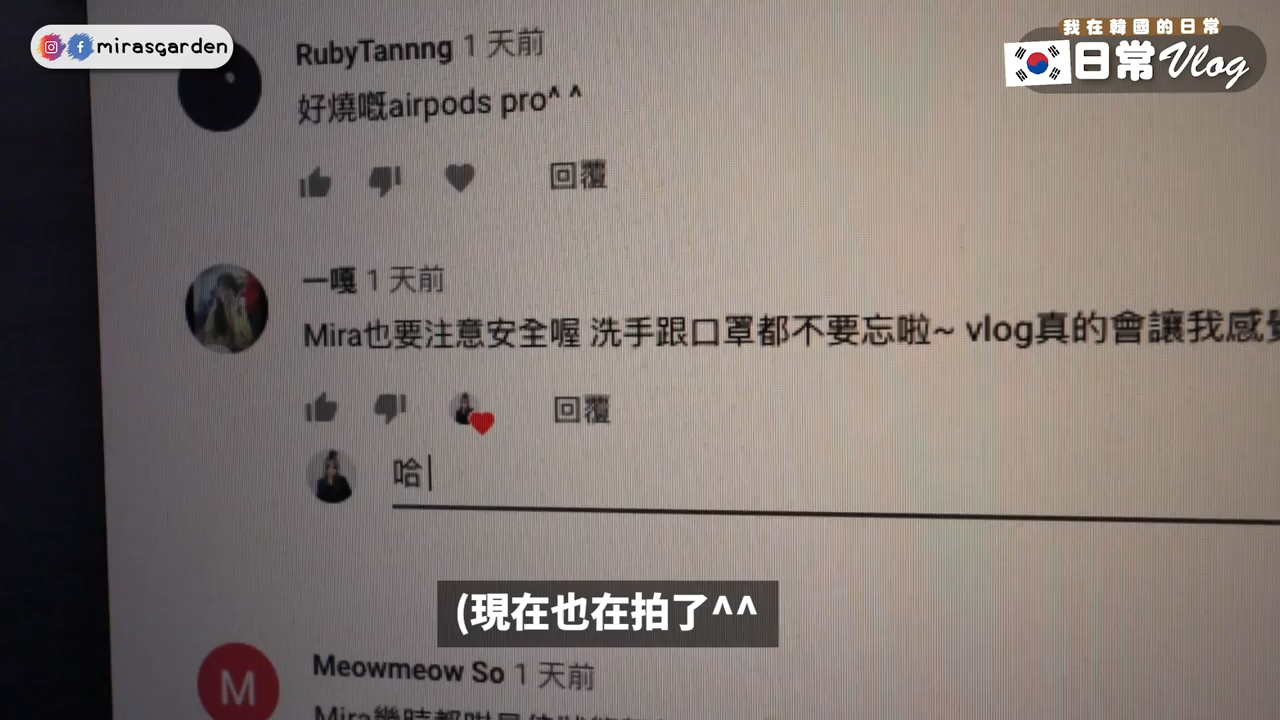 mirasgarden
我在韓國的日常
日常Vlog
RubyTannng 1 天前
好燒嘅airpods pro^ ^
回覆
一嘎 1 天前
Mira也要注意安全喔 洗手跟口罩都不要忘啦~ vlog真的會讓我感
回覆
哈
(現在也在拍了^^
M
Meowmeow So 1 天前